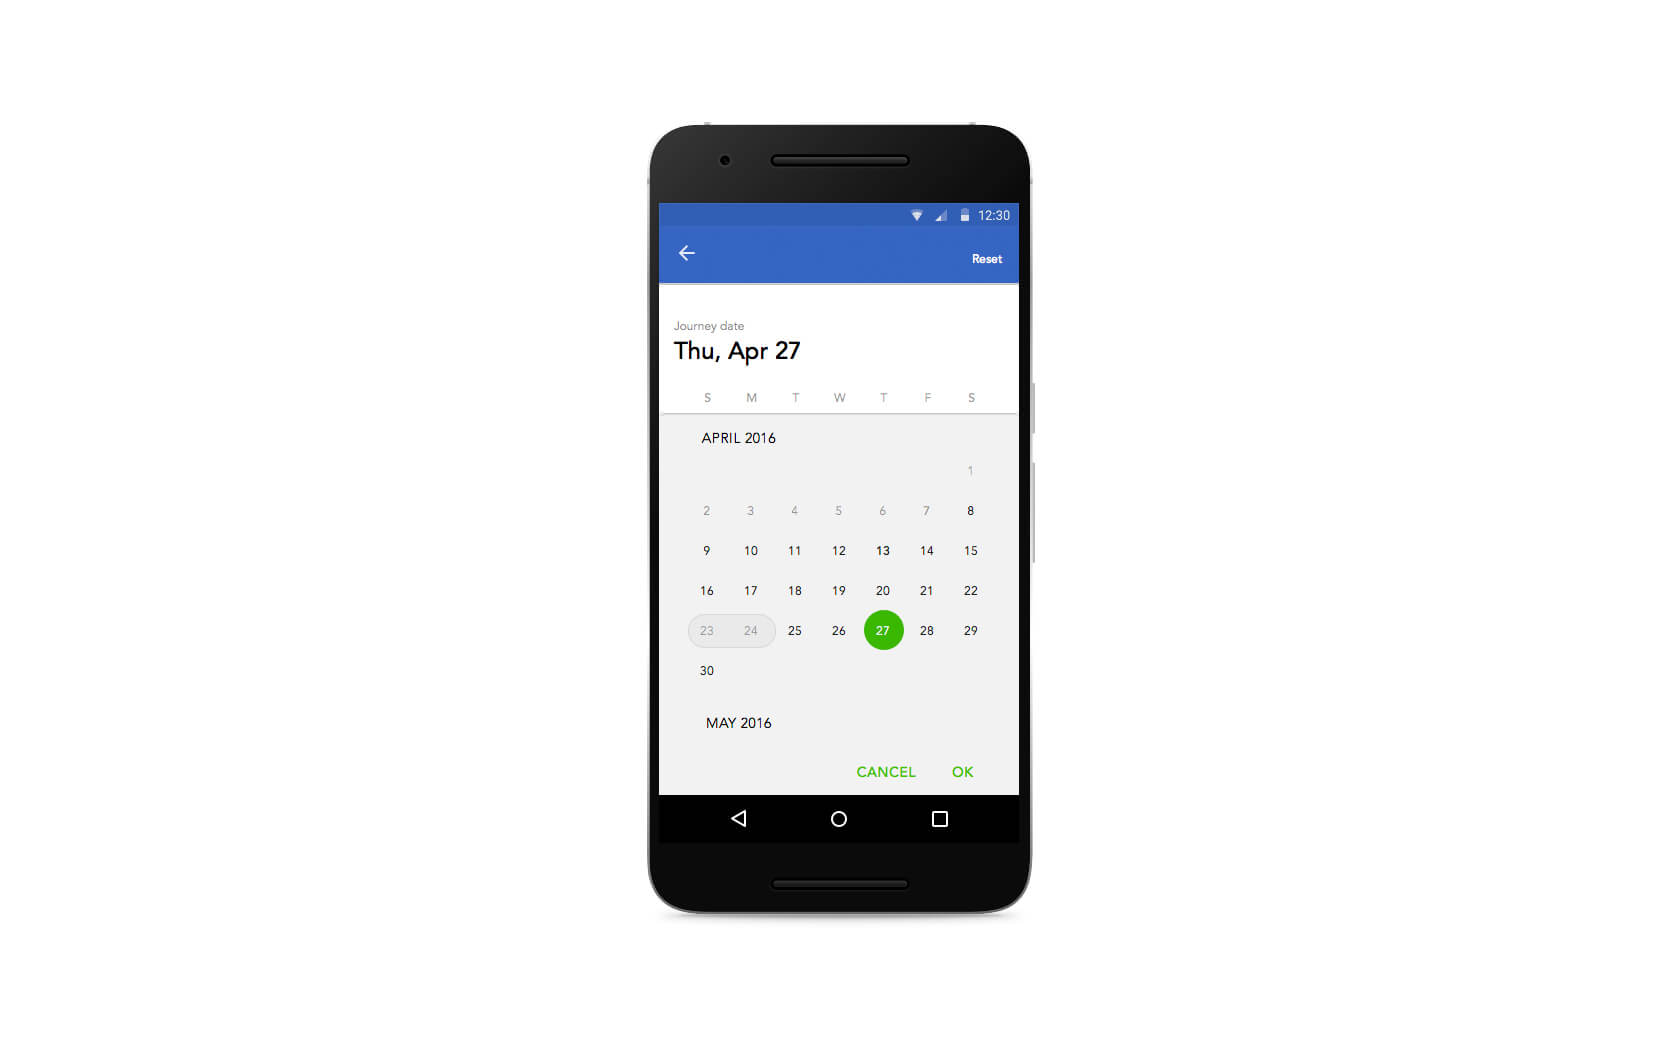 12:30
Reset
Journey date
Thu, Apr 27
S M T W T F S
APRIL 2016
1
2 3 4 5 6 7 8
9 10 11 12 13 14 15
16 17 18 19 20 21 22
23 24 25 26 27 28 29
30
MAY 2016
CANCEL OK